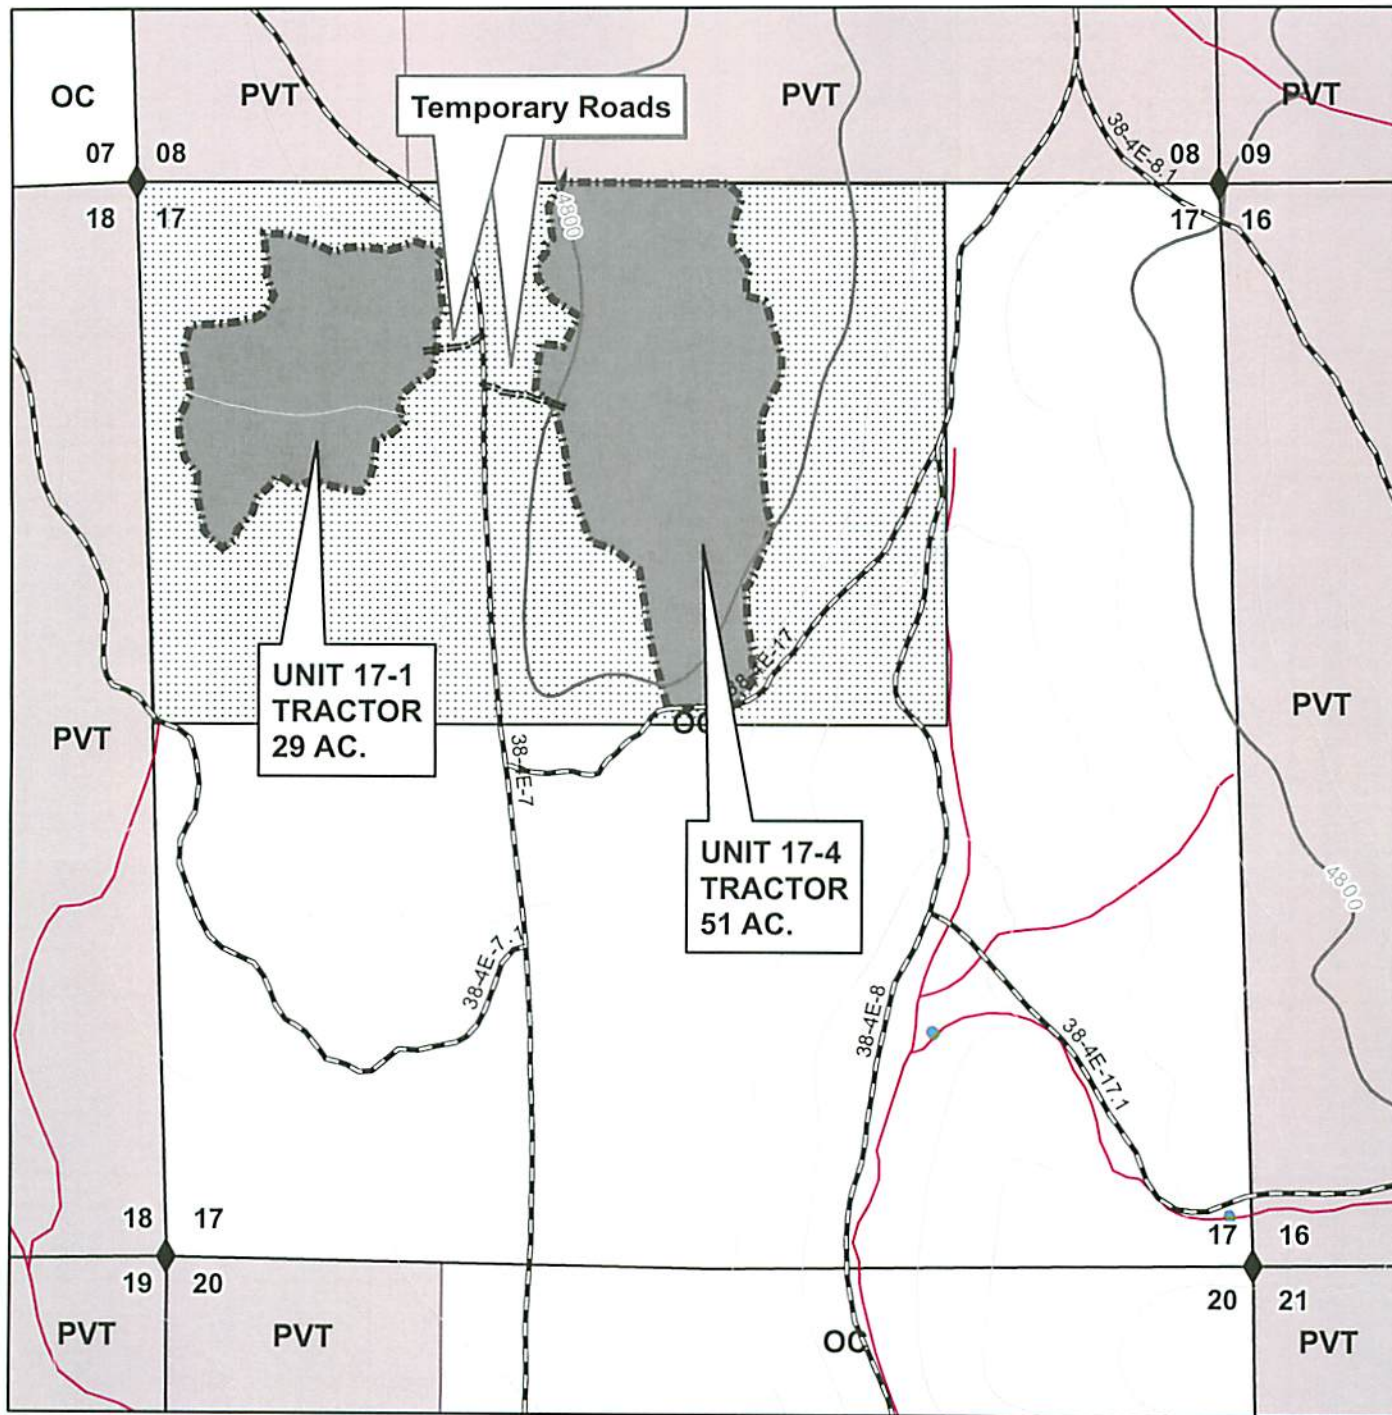 OC
PVT
Temporary Roads
PVT
PVT
38-4E-8.1
07
08
08
09
18
17
17
16
4800
UNIT 17-1
TRACTOR
29 AC.
38-4E-17
OC
PVT
PVT
38-4E-7
UNIT 17-4
TRACTOR
51 AC.
4800
38-4E-7.1
38-4E-8
38-4E-17.1
18
17
17
16
19
20
20
21
PVT
PVT
OC
PVT